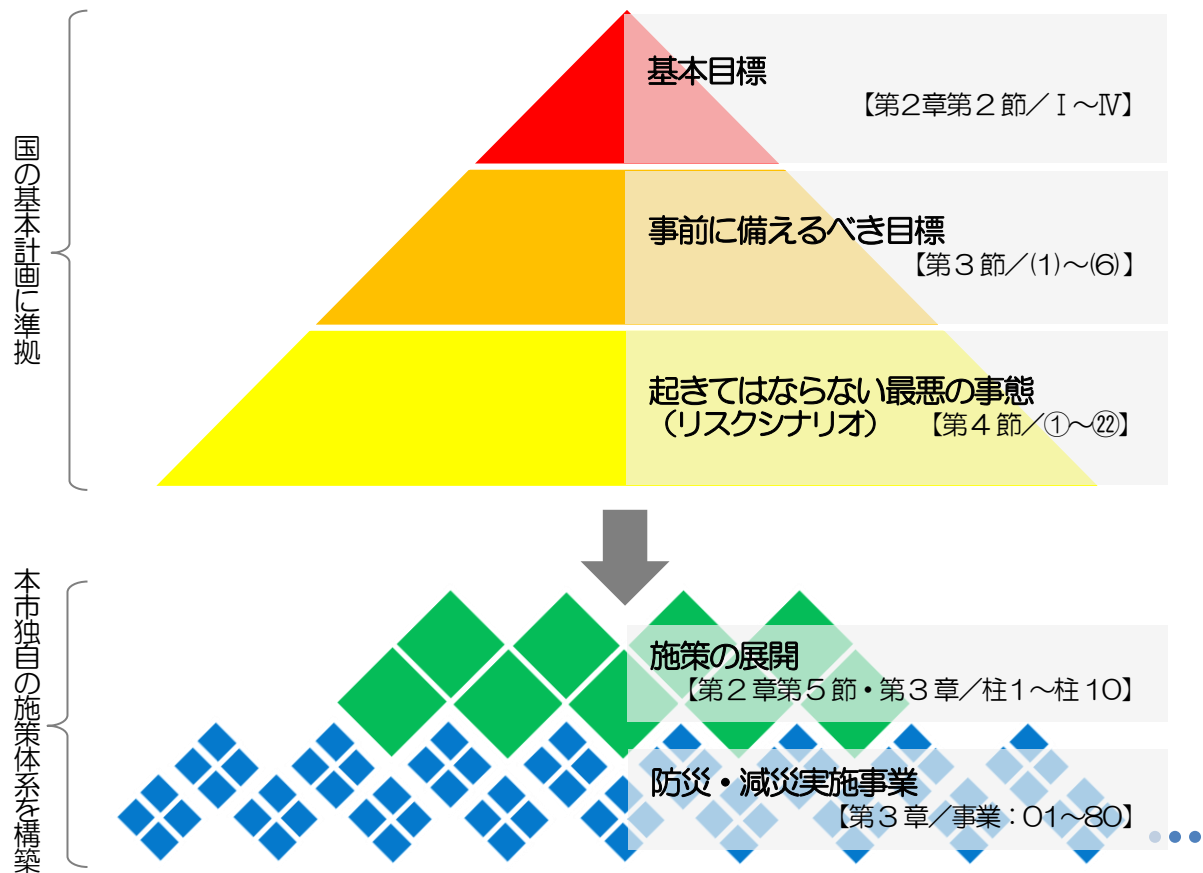 国の基本計画に準拠
基本目標
【第2章第2節／Ⅰ～Ⅳ】
事前に備えるべき目標
【第3節／⑴～⑹】
起きてはならない最悪の事態
（リスクシナリオ）　【第4節／①～㉒】
本市独自の施策体系を構築
施策の展開
【第2章第5節・第3章／柱1～柱10】
防災・減災実施事業
【第3章／事業：01～80】